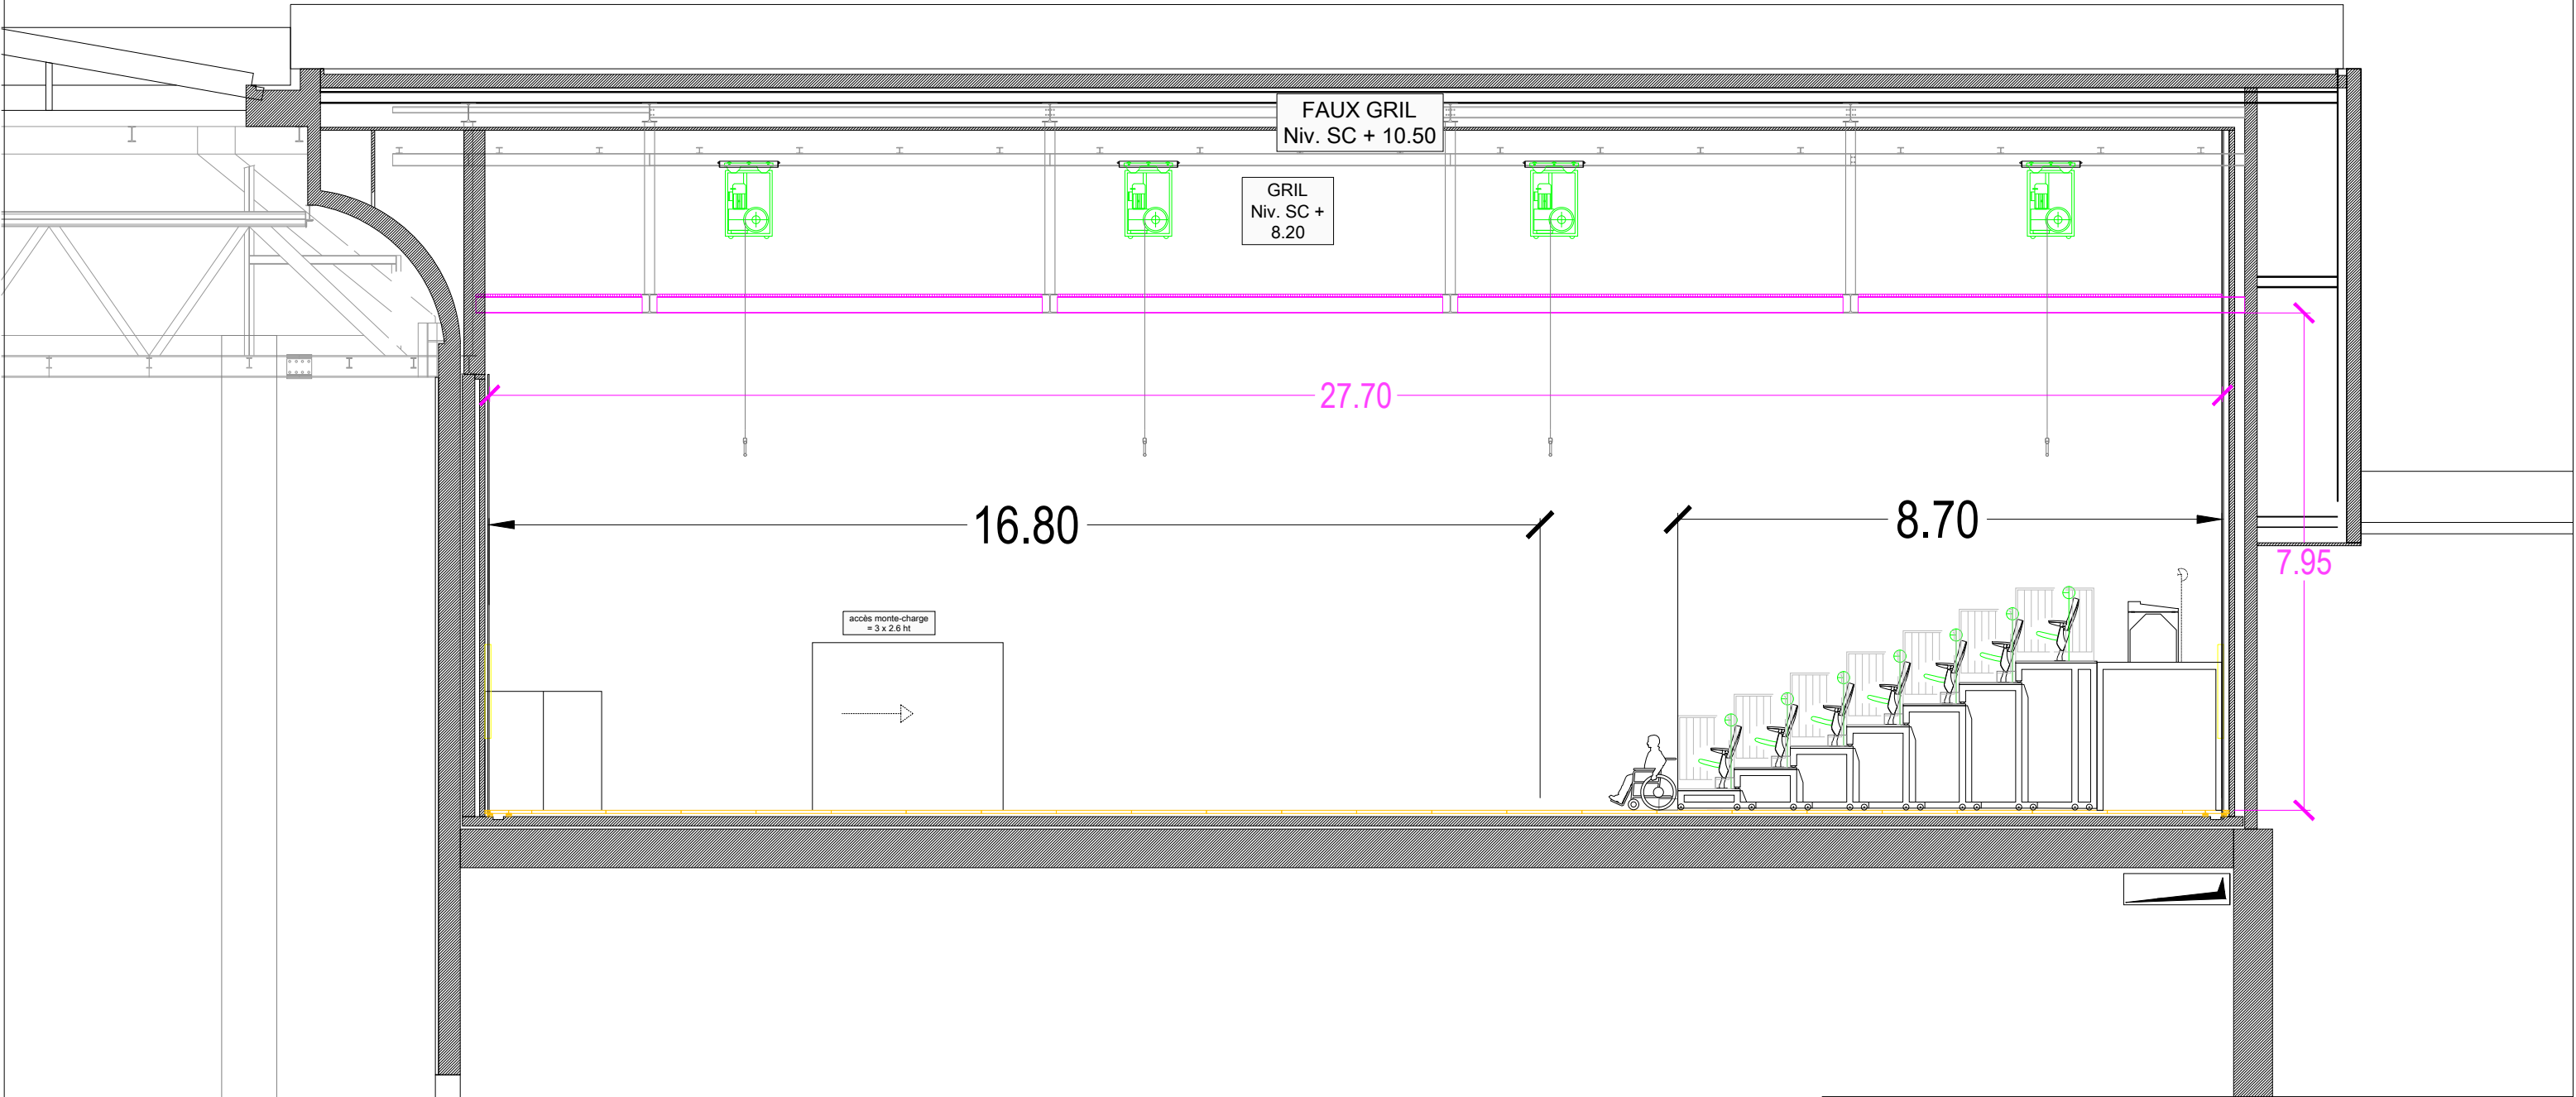 FAUX GRIL
Niv. SC + 10.50
GRIL
Niv. SC +
8.20
27.70
16.80
8.70
7.95
accès monte-charge
= 3 x 2.6 ht